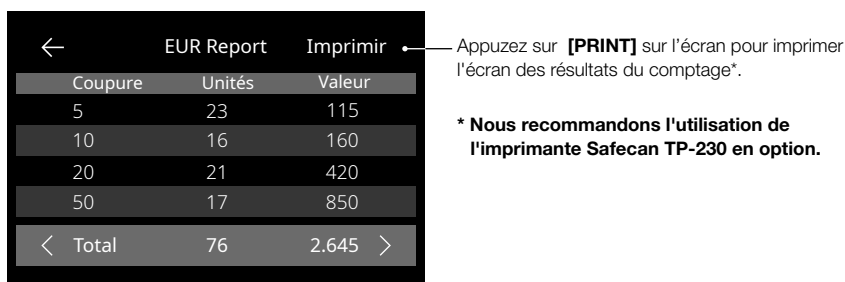 ← EUR Report Imprimir
Coupure Unités Valeur
5 23 115
10 16 160
20 21 420
50 17 850
Total 76 2.645
Appuzez sur [PRINT] sur l'écran pour imprimer
l'écran des résultats du comptage*.
* Nous recommandons l'utilisation de
l'imprimante Safecan TP-230 en option.